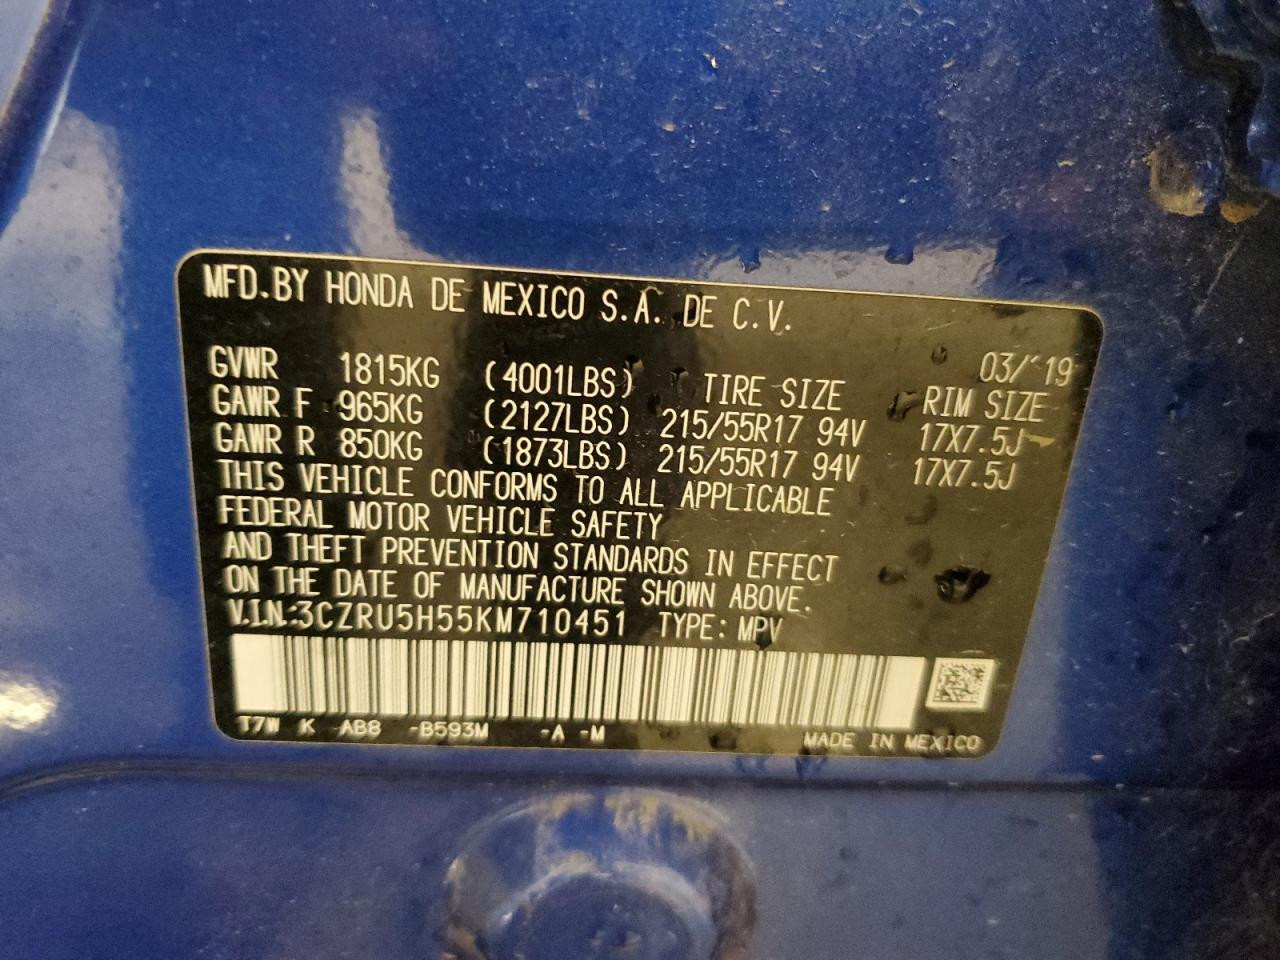 MFD.BY HONDA DE MEXICO S.A. DE C.V.
03/19
GVWR 1815KG (4001LBS) TIRE SIZE RIM SIZE
GAWR F 965KG (2127LBS) 215/55R17 94V 17X7.5J
GAWR R 850KG (1873LBS) 215/55R17 94V 17X7.5J
THIS VEHICLE CONFORMS TO ALL APPLICABLE
FEDERAL MOTOR VEHICLE SAFETY
AND THEFT PREVENTION STANDARDS IN EFFECT
ON THE DATE OF MANUFACTURE SHOWN ABOVE.
V.I.N:3CZRU5H55KM710451 TYPE: MPV
T7W K AB8 -B593M -A -M MADE IN MEXICO